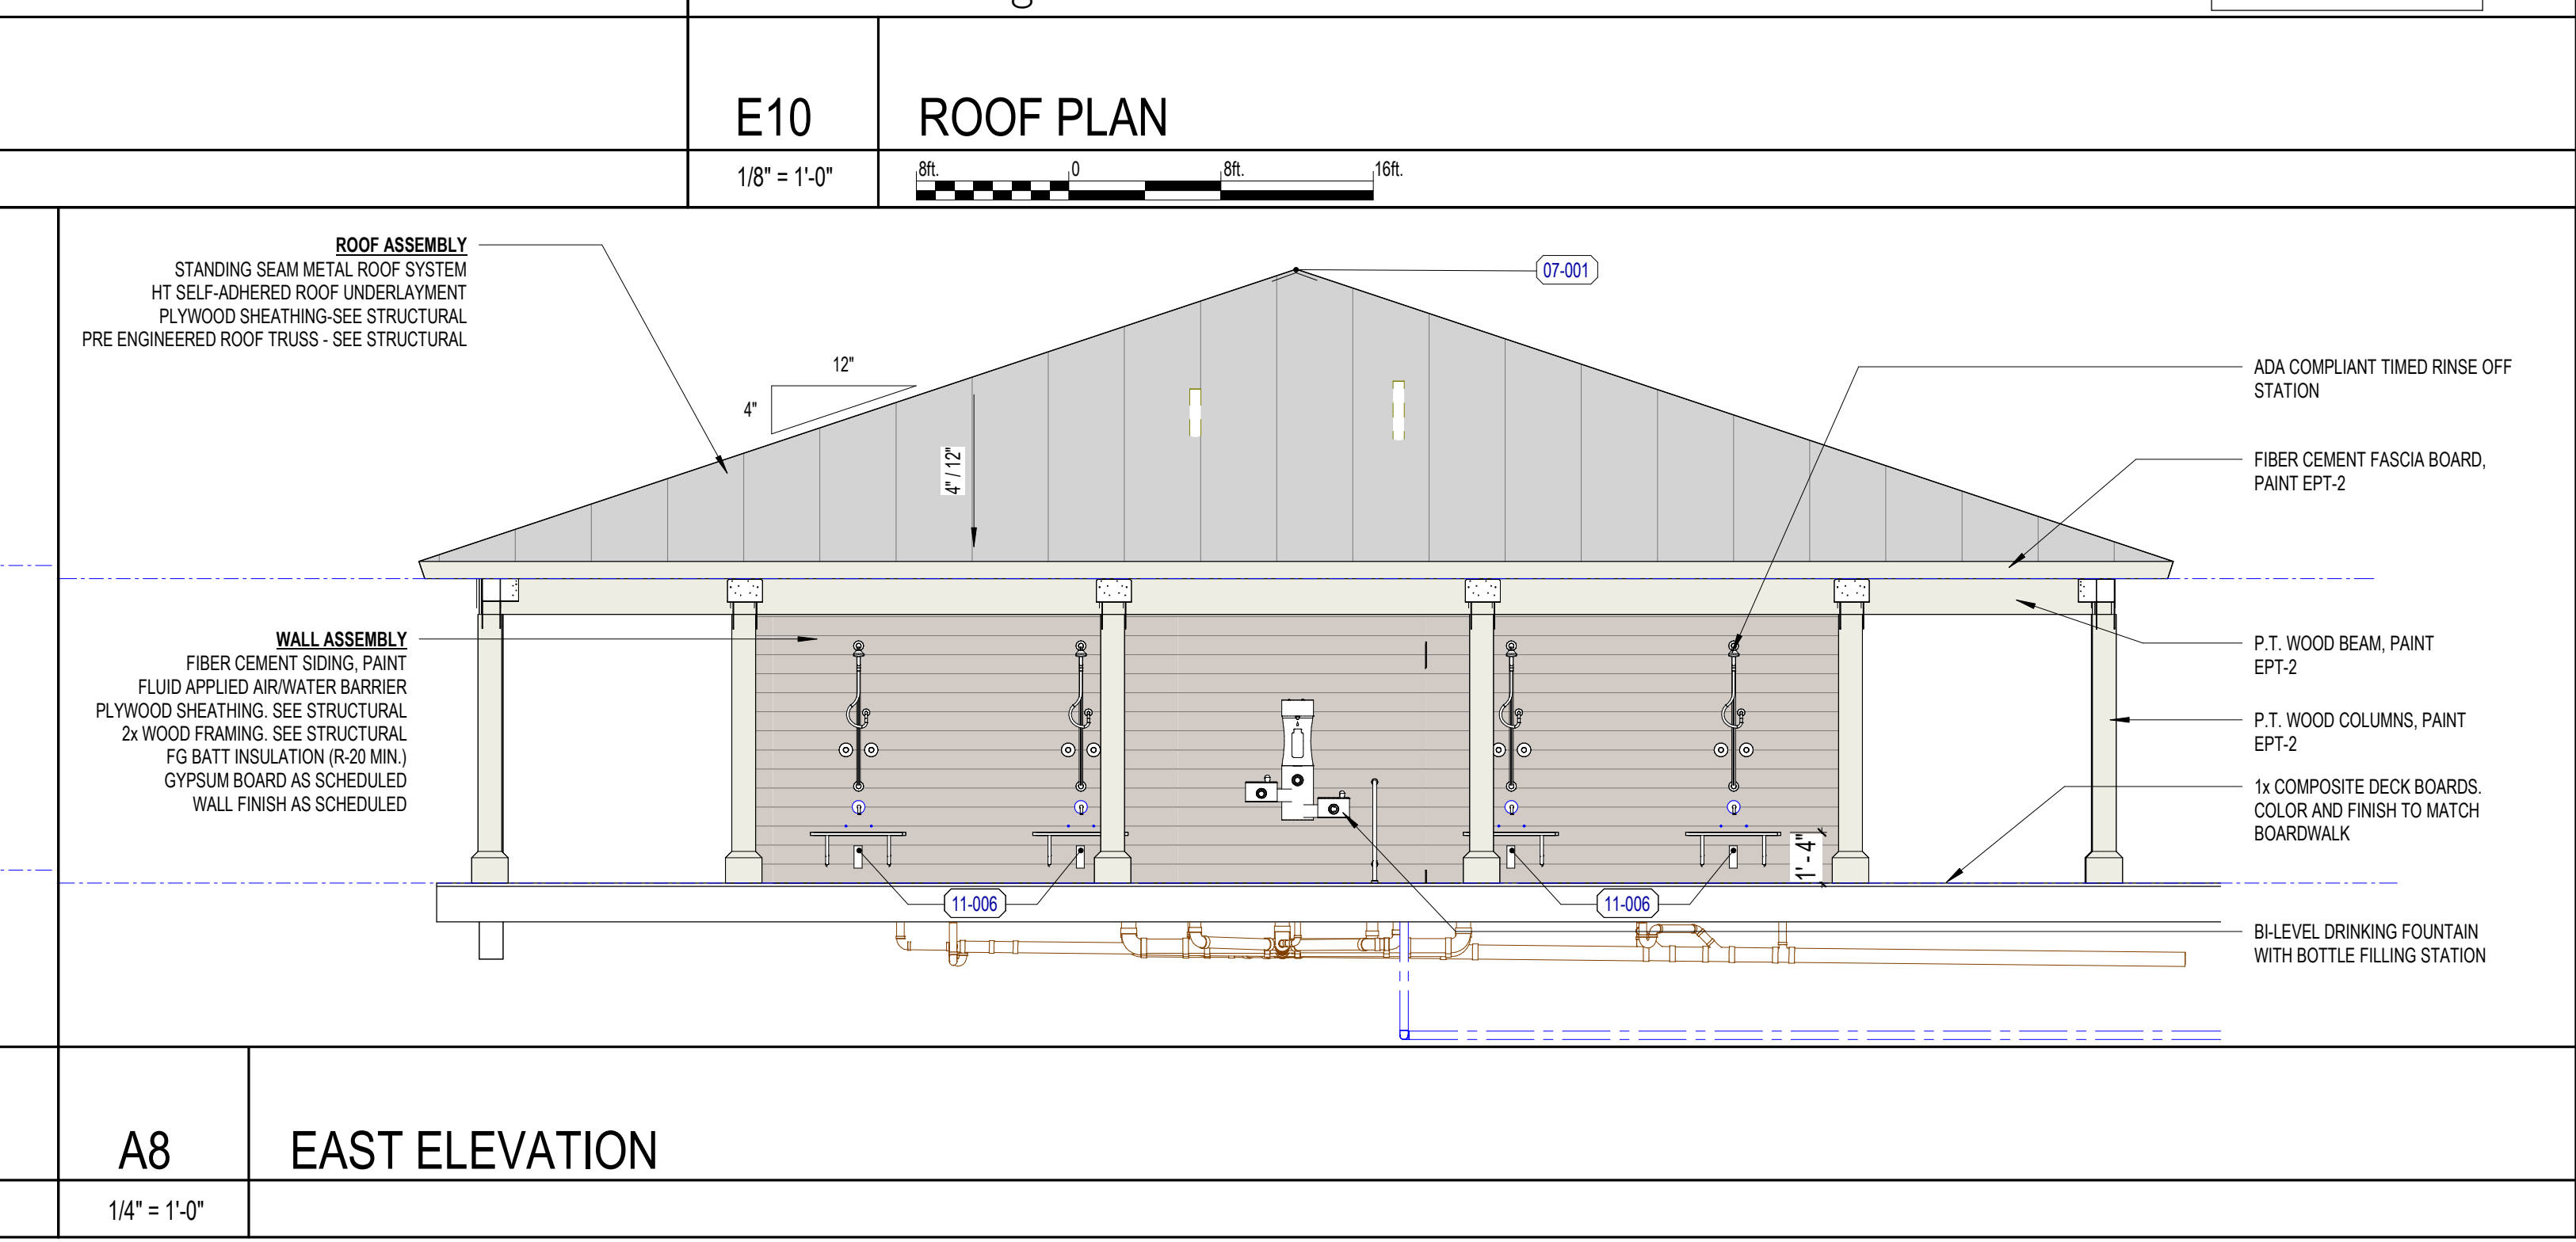 E10
ROOF PLAN
1/8" = 1'-0"
8ft.
0
8ft.
16ft.
ROOF ASSEMBLY
STANDING SEAM METAL ROOF SYSTEM
HT SELF-ADHERED ROOF UNDERLAYMENT
PLYWOOD SHEATHING-SEE STRUCTURAL
PRE ENGINEERED ROOF TRUSS - SEE STRUCTURAL
07-001
12"
4"
4" / 12"
ADA COMPLIANT TIMED RINSE OFF
STATION
FIBER CEMENT FASCIA BOARD,
PAINT EPT-2
WALL ASSEMBLY
FIBER CEMENT SIDING, PAINT
FLUID APPLIED AIR/WATER BARRIER
PLYWOOD SHEATHING. SEE STRUCTURAL
2x WOOD FRAMING. SEE STRUCTURAL
FG BATT INSULATION (R-20 MIN.)
GYPSUM BOARD AS SCHEDULED
WALL FINISH AS SCHEDULED
P.T. WOOD BEAM, PAINT
EPT-2
P.T. WOOD COLUMNS, PAINT
EPT-2
1x COMPOSITE DECK BOARDS.
COLOR AND FINISH TO MATCH
BOARDWALK
1' - 4"
11-006
11-006
BI-LEVEL DRINKING FOUNTAIN
WITH BOTTLE FILLING STATION
A8
EAST ELEVATION
1/4" = 1'-0"